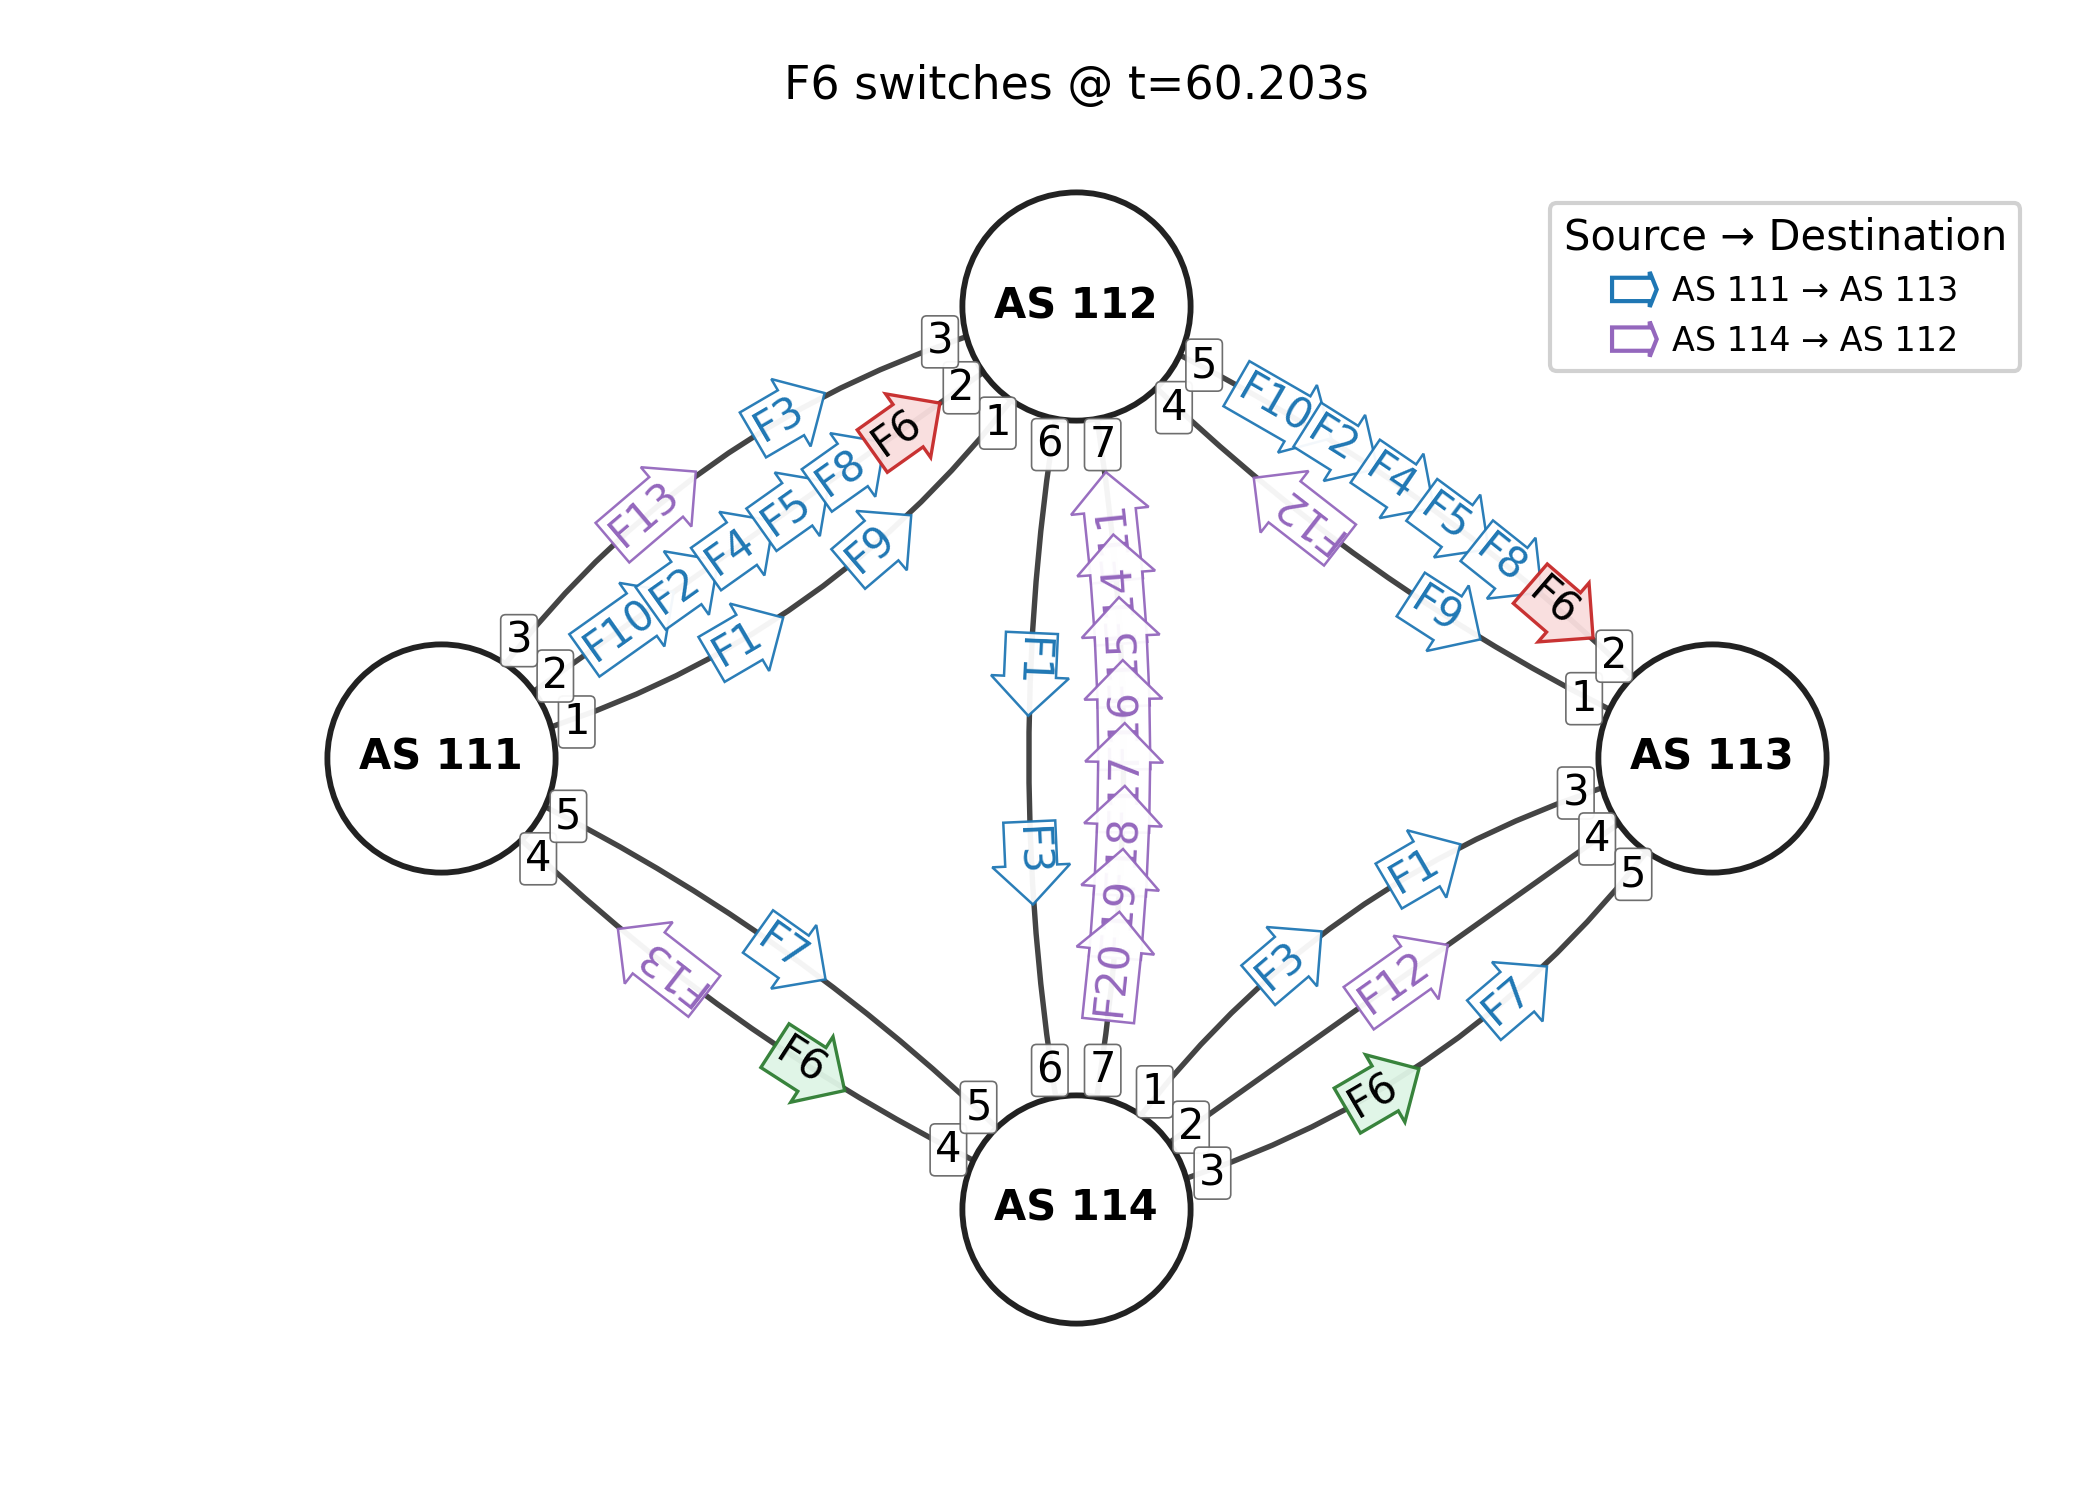 F6 switches @ t=60.203s
Source → Destination
AS 111 → AS 113
AS 114 → AS 112
AS 112
3
2
1
6
7
4
5
F3
F13
F6
F8
F5
F4
F2
F10
F9
F1
F10
F2
F4
F5
F8
F6
F12
F9
3
2
1
AS 111
5
4
2
1
AS 113
3
4
5
F1
F3
11
14
15
16
17
18
19
F20
F7
F13
F6
F1
F3
F12
F7
F6
5
4
6
7
1
2
3
AS 114